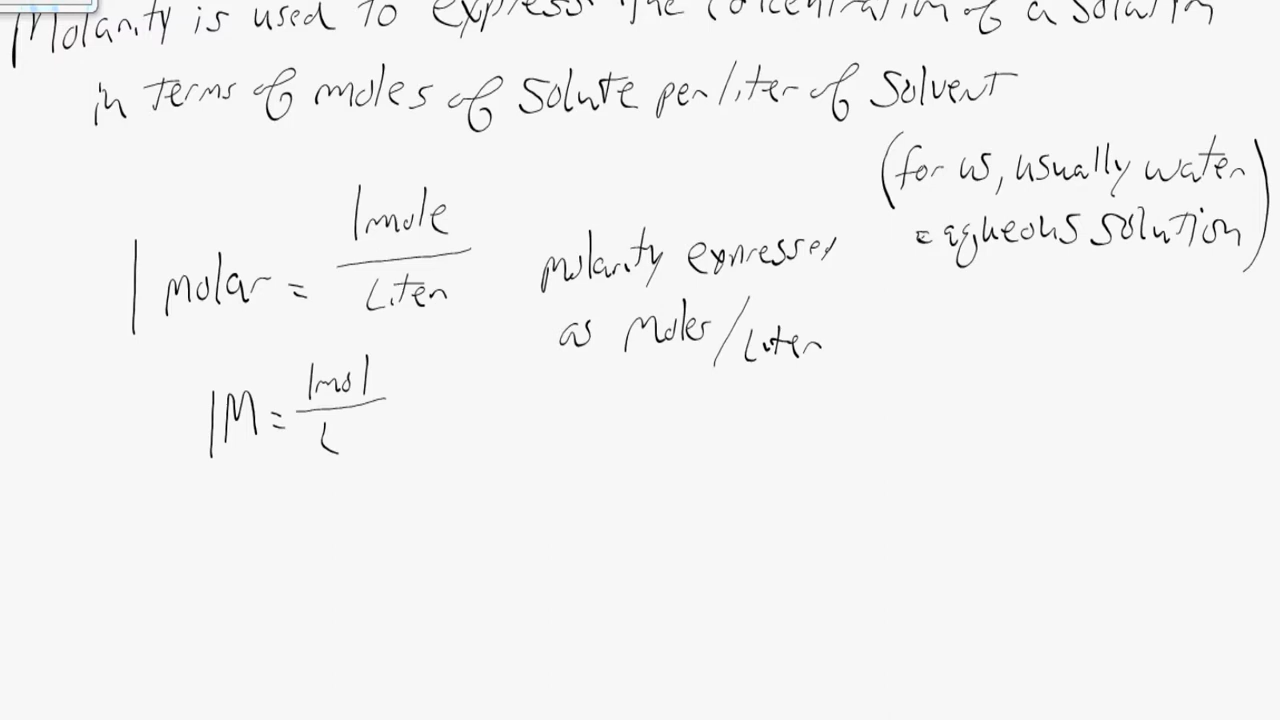 Molarity is used to express the concentration of a solution
in terms of moles of solute per liter of solvent
(for us, usually water
= aqueous solution)
1 molar = 1 mole / Liter
molarity expresses
as moles/Liter
1M = 1 mol / L